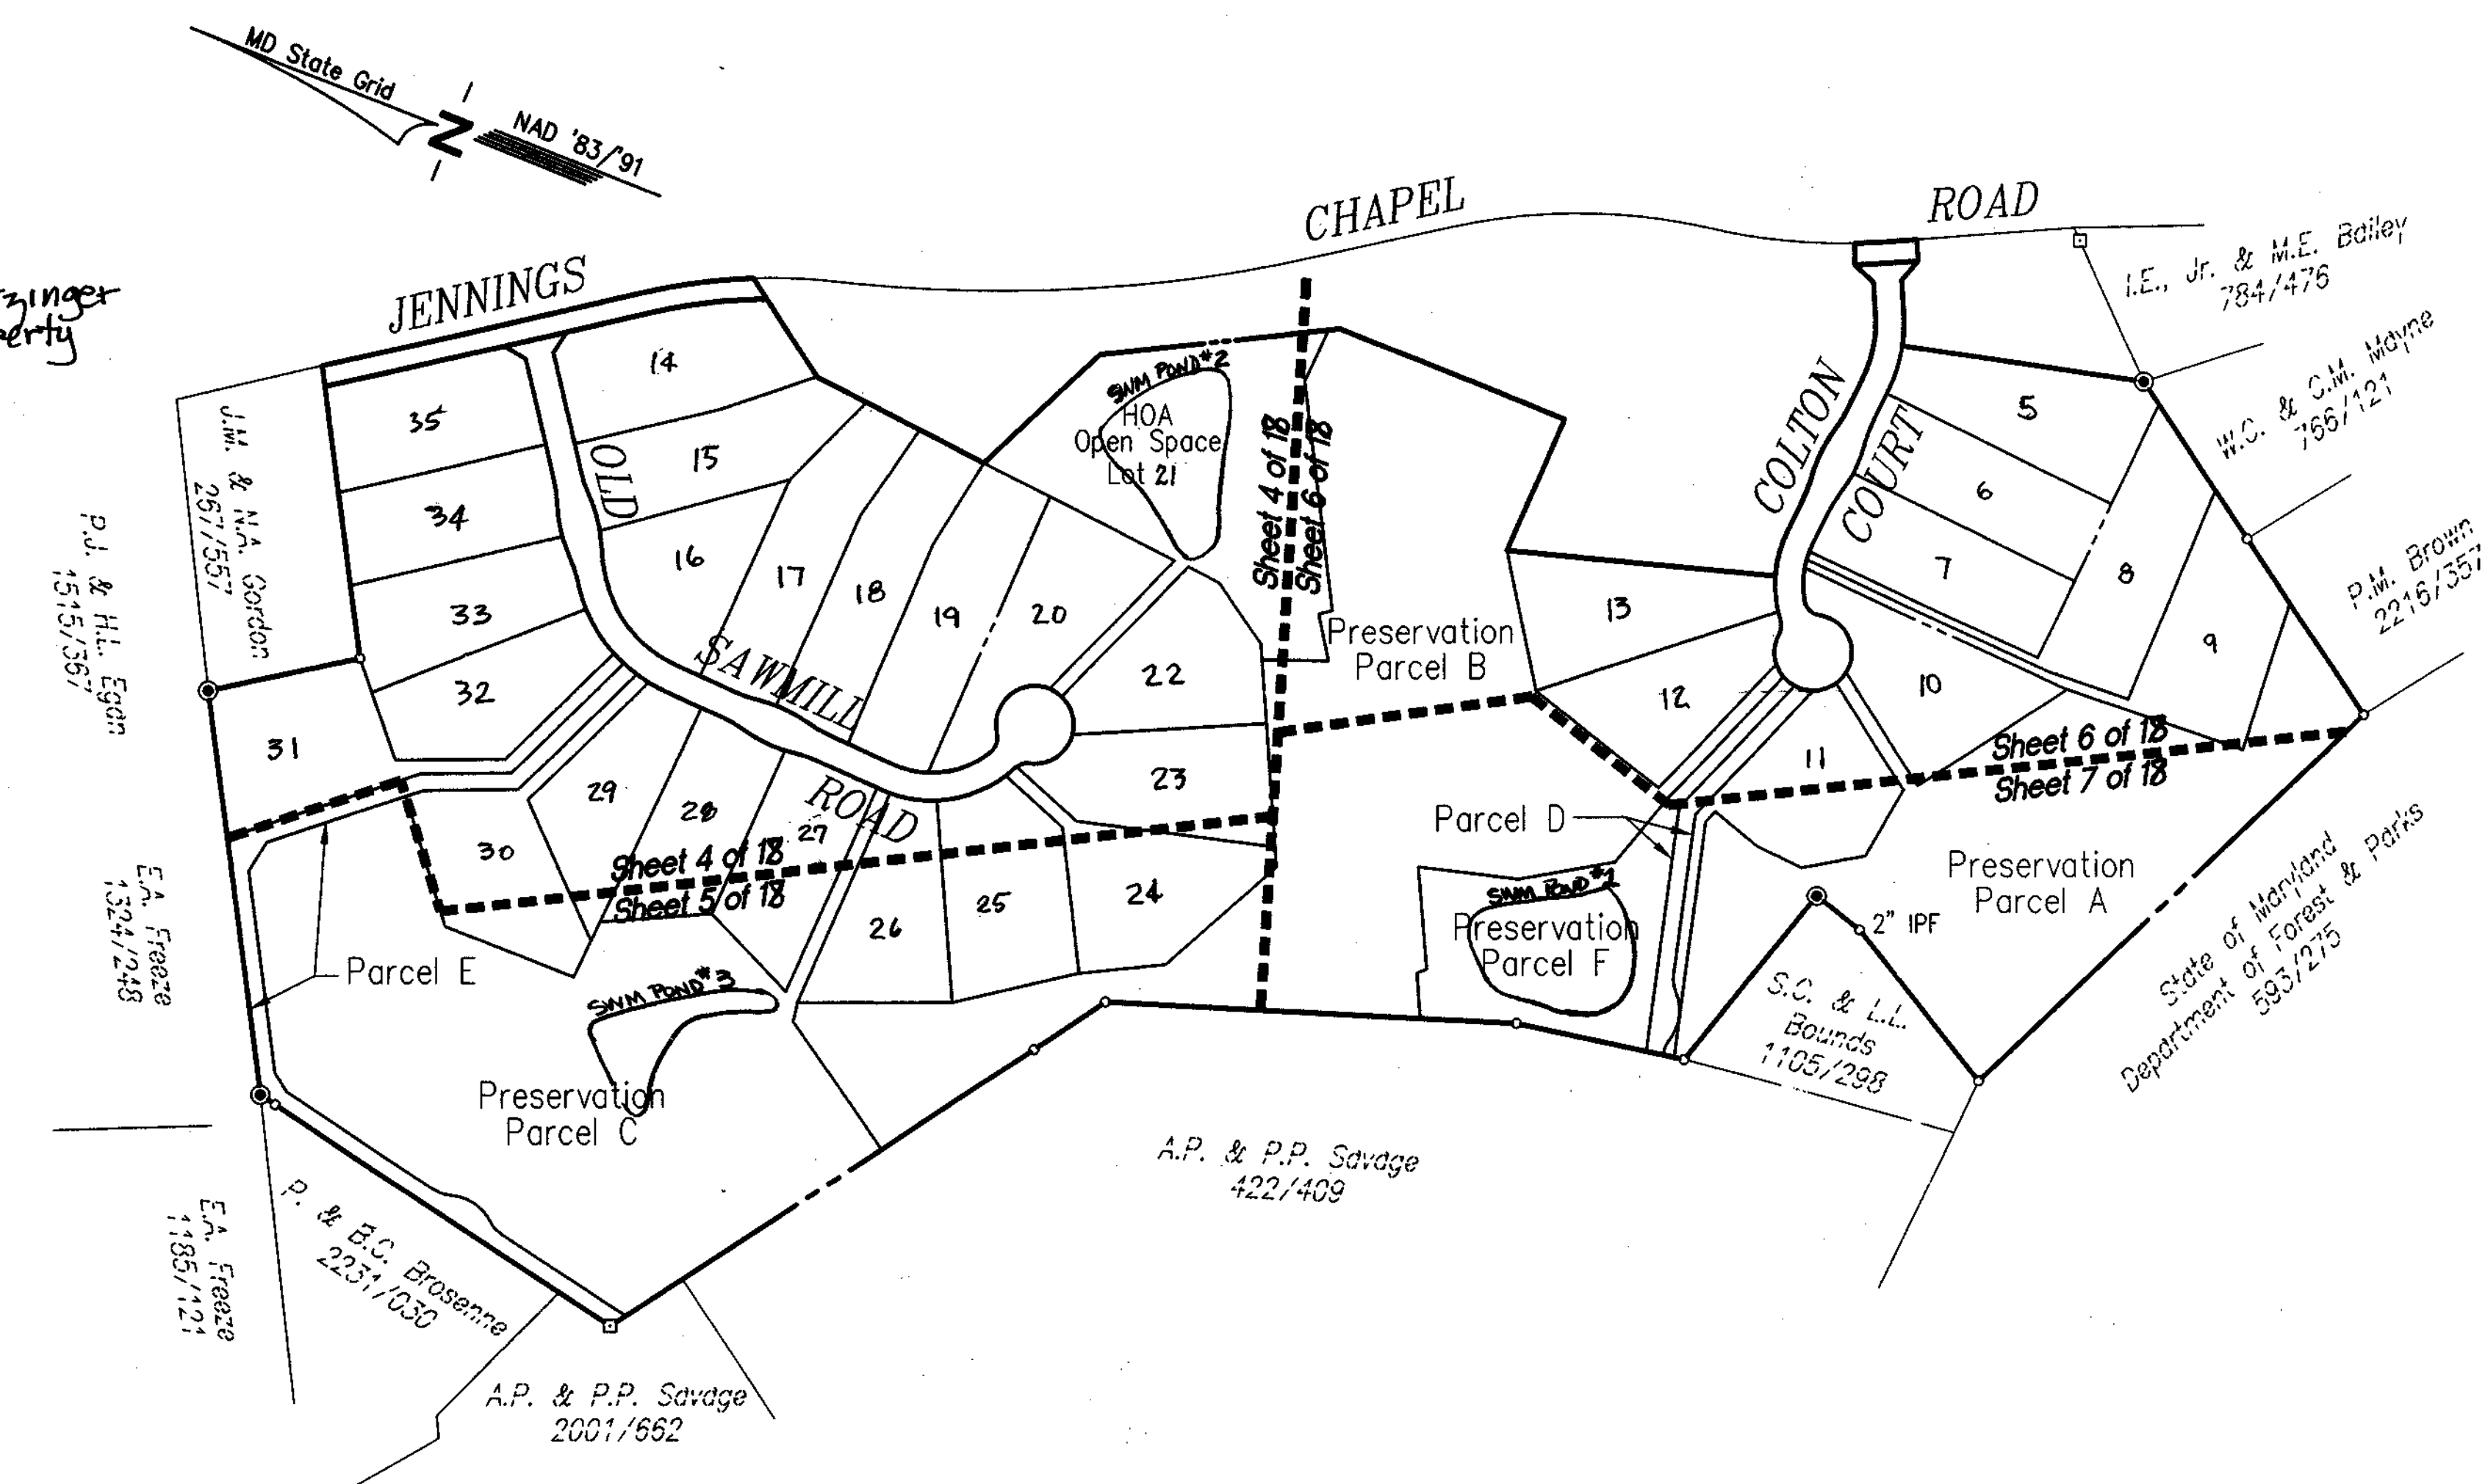 MD State Grid
N
NAD '83/'91
JENNINGS
CHAPEL
ROAD
I.E., Jr. & M.E. Bailey
784/476
W.C. & C.M. Mayne
766/121
P.M. Brown
2216/357
J.M. & N.A. Gordon
267/557
P.J. & H.L. Egan
1515/367
E.A. Freeze
1324/248
E.A. Freeze
1185/121
P. & B.C. Brosenne
2231/030
A.P. & P.P. Savage
2001/662
A.P. & P.P. Savage
422/409
S.C. & L.L.
Bounds
1105/298
State of Maryland
Department of Forest & Parks
593/275
2" IPF
OLD
SAWMILL
ROAD
COLTON
COURT
SWM POND #2
HOA
Open Space
Lot 21
Sheet 4 of 18
Sheet 6 of 18
Preservation
Parcel B
Sheet 6 of 18
Sheet 7 of 18
Parcel D
Preservation
Parcel A
SWM POND #1
Preservation
Parcel F
Sheet 4 of 18
Sheet 5 of 18
Parcel E
SWM POND #3
Preservation
Parcel C
5
6
7
8
9
10
11
12
13
14
15
16
17
18
19
20
22
23
24
25
26
27
28
29
30
31
32
33
34
35